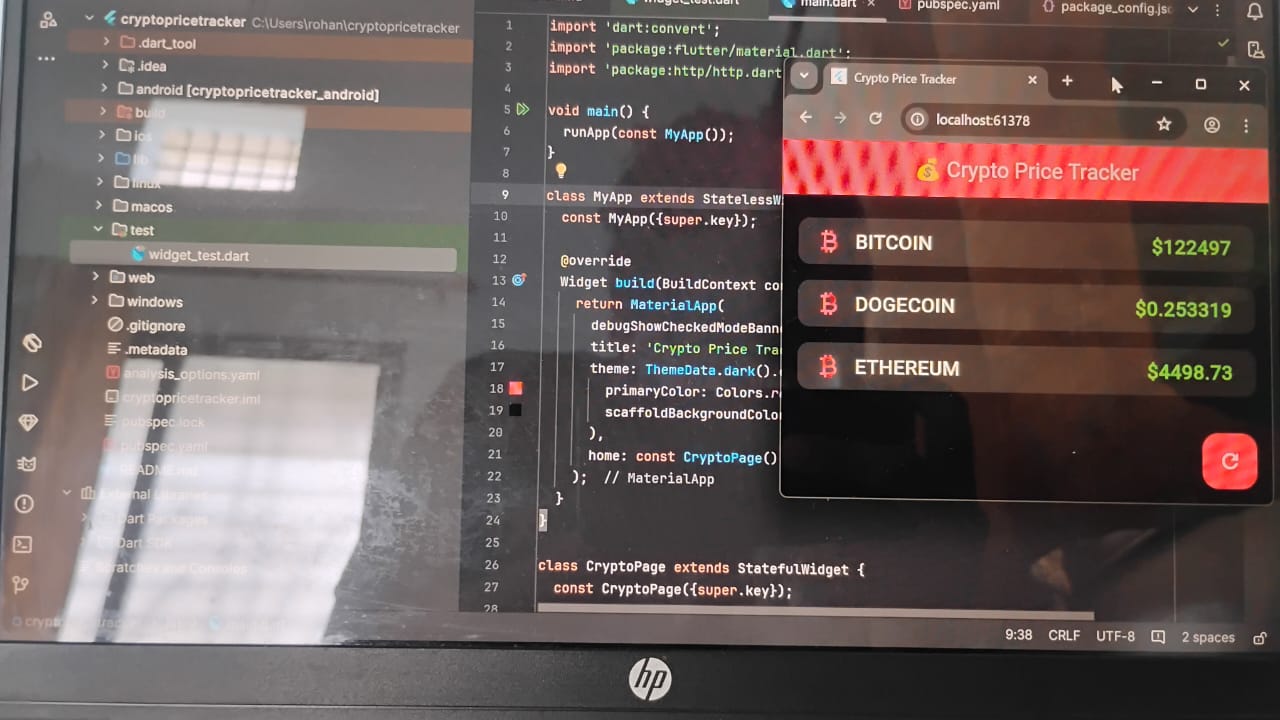 cryptopricetracker C:\Users\rohan\cryptopricetracker
.dart_tool
.idea
android [cryptopricetracker_android]
build
ios
lib
linux
macos
test
widget_test.dart
web
windows
.gitignore
.metadata
analysis_options.yaml
cryptopricetracker.iml
pubspec.lock
pubspec.yaml
README.md
External Libraries
Dart Packages
Dart SDK
Scratches and Consoles
widget_test.dart
main.dart
pubspec.yaml
package_config.jsc
1 import 'dart:convert';
2 import 'package:flutter/material.dart';
3 import 'package:http/http.dart
4
5 void main() {
6 runApp(const MyApp());
7 }
8
9 class MyApp extends StatelessW
10 const MyApp({super.key});
11
12 @override
13 Widget build(BuildContext co
14 return MaterialApp(
15 debugShowCheckedModeBann
16 title: 'Crypto Price Tra
17 theme: ThemeData.dark().
18 primaryColor: Colors.re
19 scaffoldBackgroundColo
20 ),
21 home: const CryptoPage()
22 ); // MaterialApp
23 }
24 }
25
26 class CryptoPage extends StatefulWidget {
27 const CryptoPage({super.key});
28
Crypto Price Tracker
localhost:61378
Crypto Price Tracker
BITCOIN $122497
DOGECOIN $0.253319
ETHEREUM $4498.73
9:38 CRLF UTF-8 2 spaces
hp